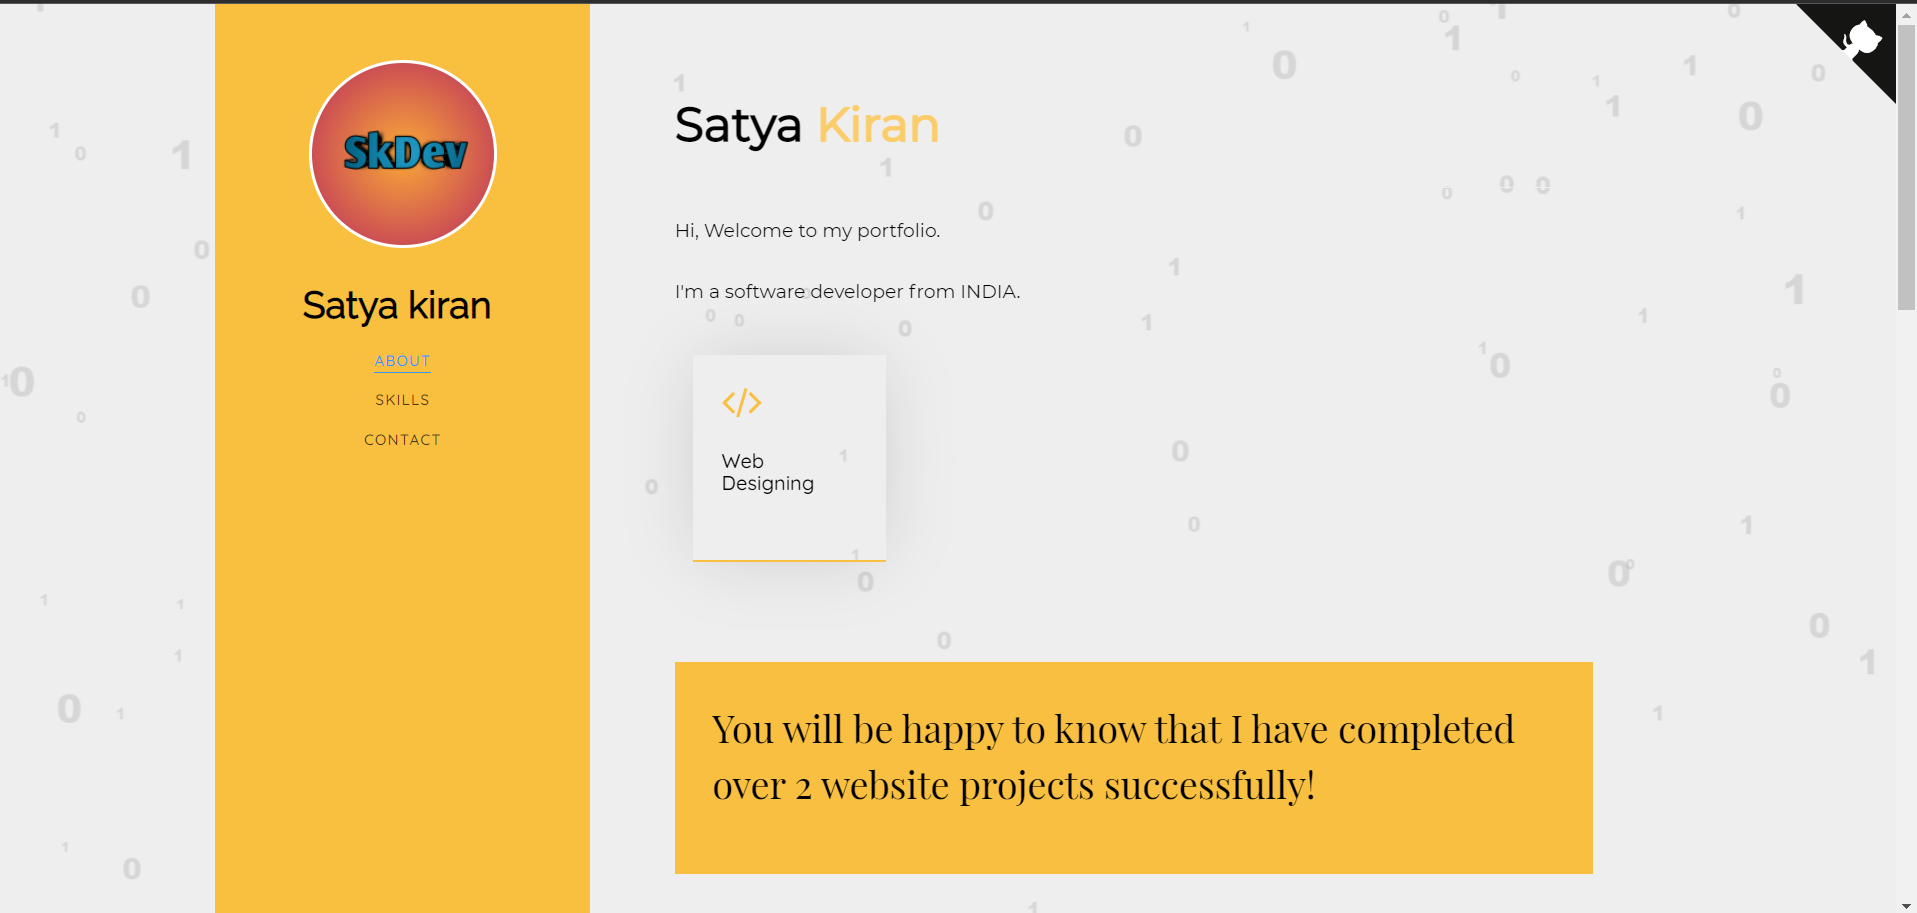 SkDev
Satya kiran
ABOUT
SKILLS
CONTACT
Satya Kiran
Hi, Welcome to my portfolio.
I'm a software developer from INDIA.
</>
Web
Designing
You will be happy to know that I have completed
over 2 website projects successfully!